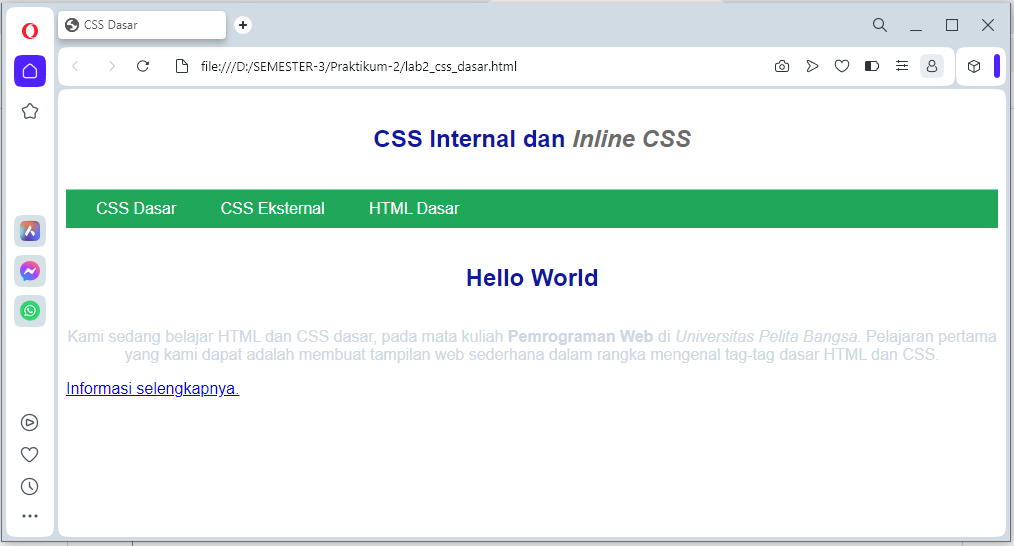 CSS Dasar
file:///D:/SEMESTER-3/Praktikum-2/lab2_css_dasar.html
CSS Internal dan Inline CSS
CSS Dasar CSS Eksternal HTML Dasar
Hello World
Kami sedang belajar HTML dan CSS dasar, pada mata kuliah Pemrograman Web di Universitas Pelita Bangsa. Pelajaran pertama
yang kami dapat adalah membuat tampilan web sederhana dalam rangka mengenal tag-tag dasar HTML dan CSS.
Informasi selengkapnya.